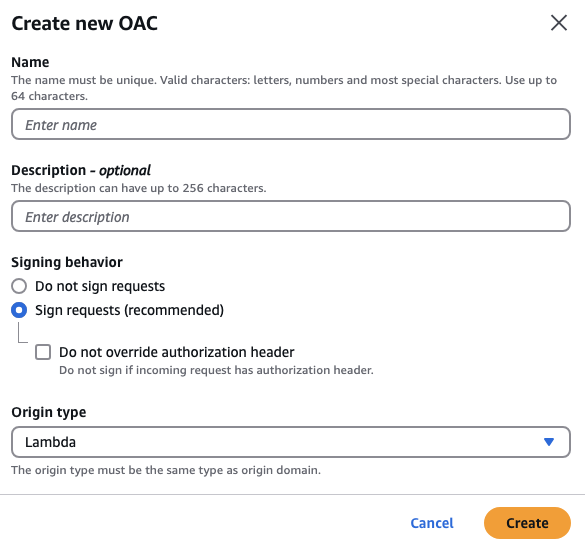 Create new OAC
Name
The name must be unique. Valid characters: letters, numbers and most special characters. Use up to
64 characters.
Enter name
Description - optional
The description can have up to 256 characters.
Enter description
Signing behavior
Do not sign requests
Sign requests (recommended)
Do not override authorization header
Do not sign if incoming request has authorization header.
Origin type
Lambda
The origin type must be the same type as origin domain.
Cancel
Create